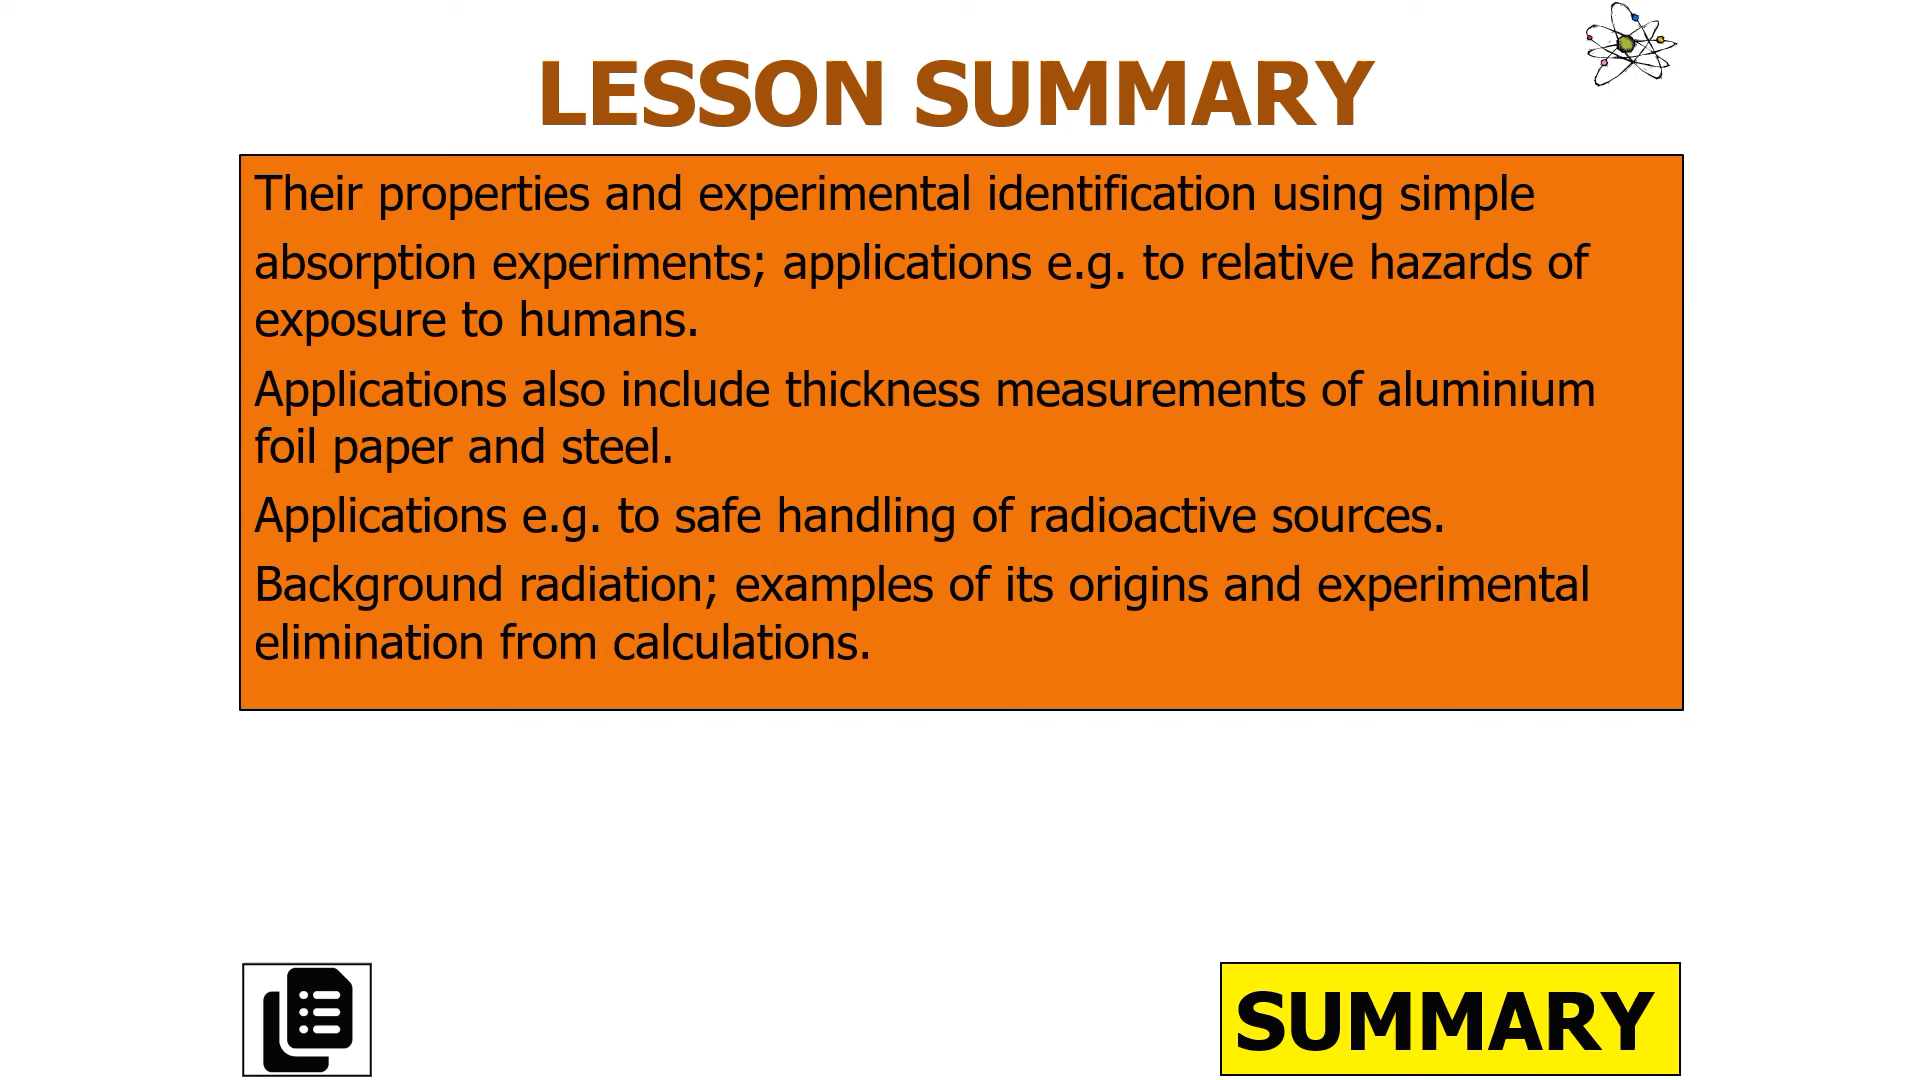 LESSON SUMMARY
Their properties and experimental identification using simple
absorption experiments; applications e.g. to relative hazards of
exposure to humans.
Applications also include thickness measurements of aluminium
foil paper and steel.
Applications e.g. to safe handling of radioactive sources.
Background radiation; examples of its origins and experimental
elimination from calculations.
SUMMARY